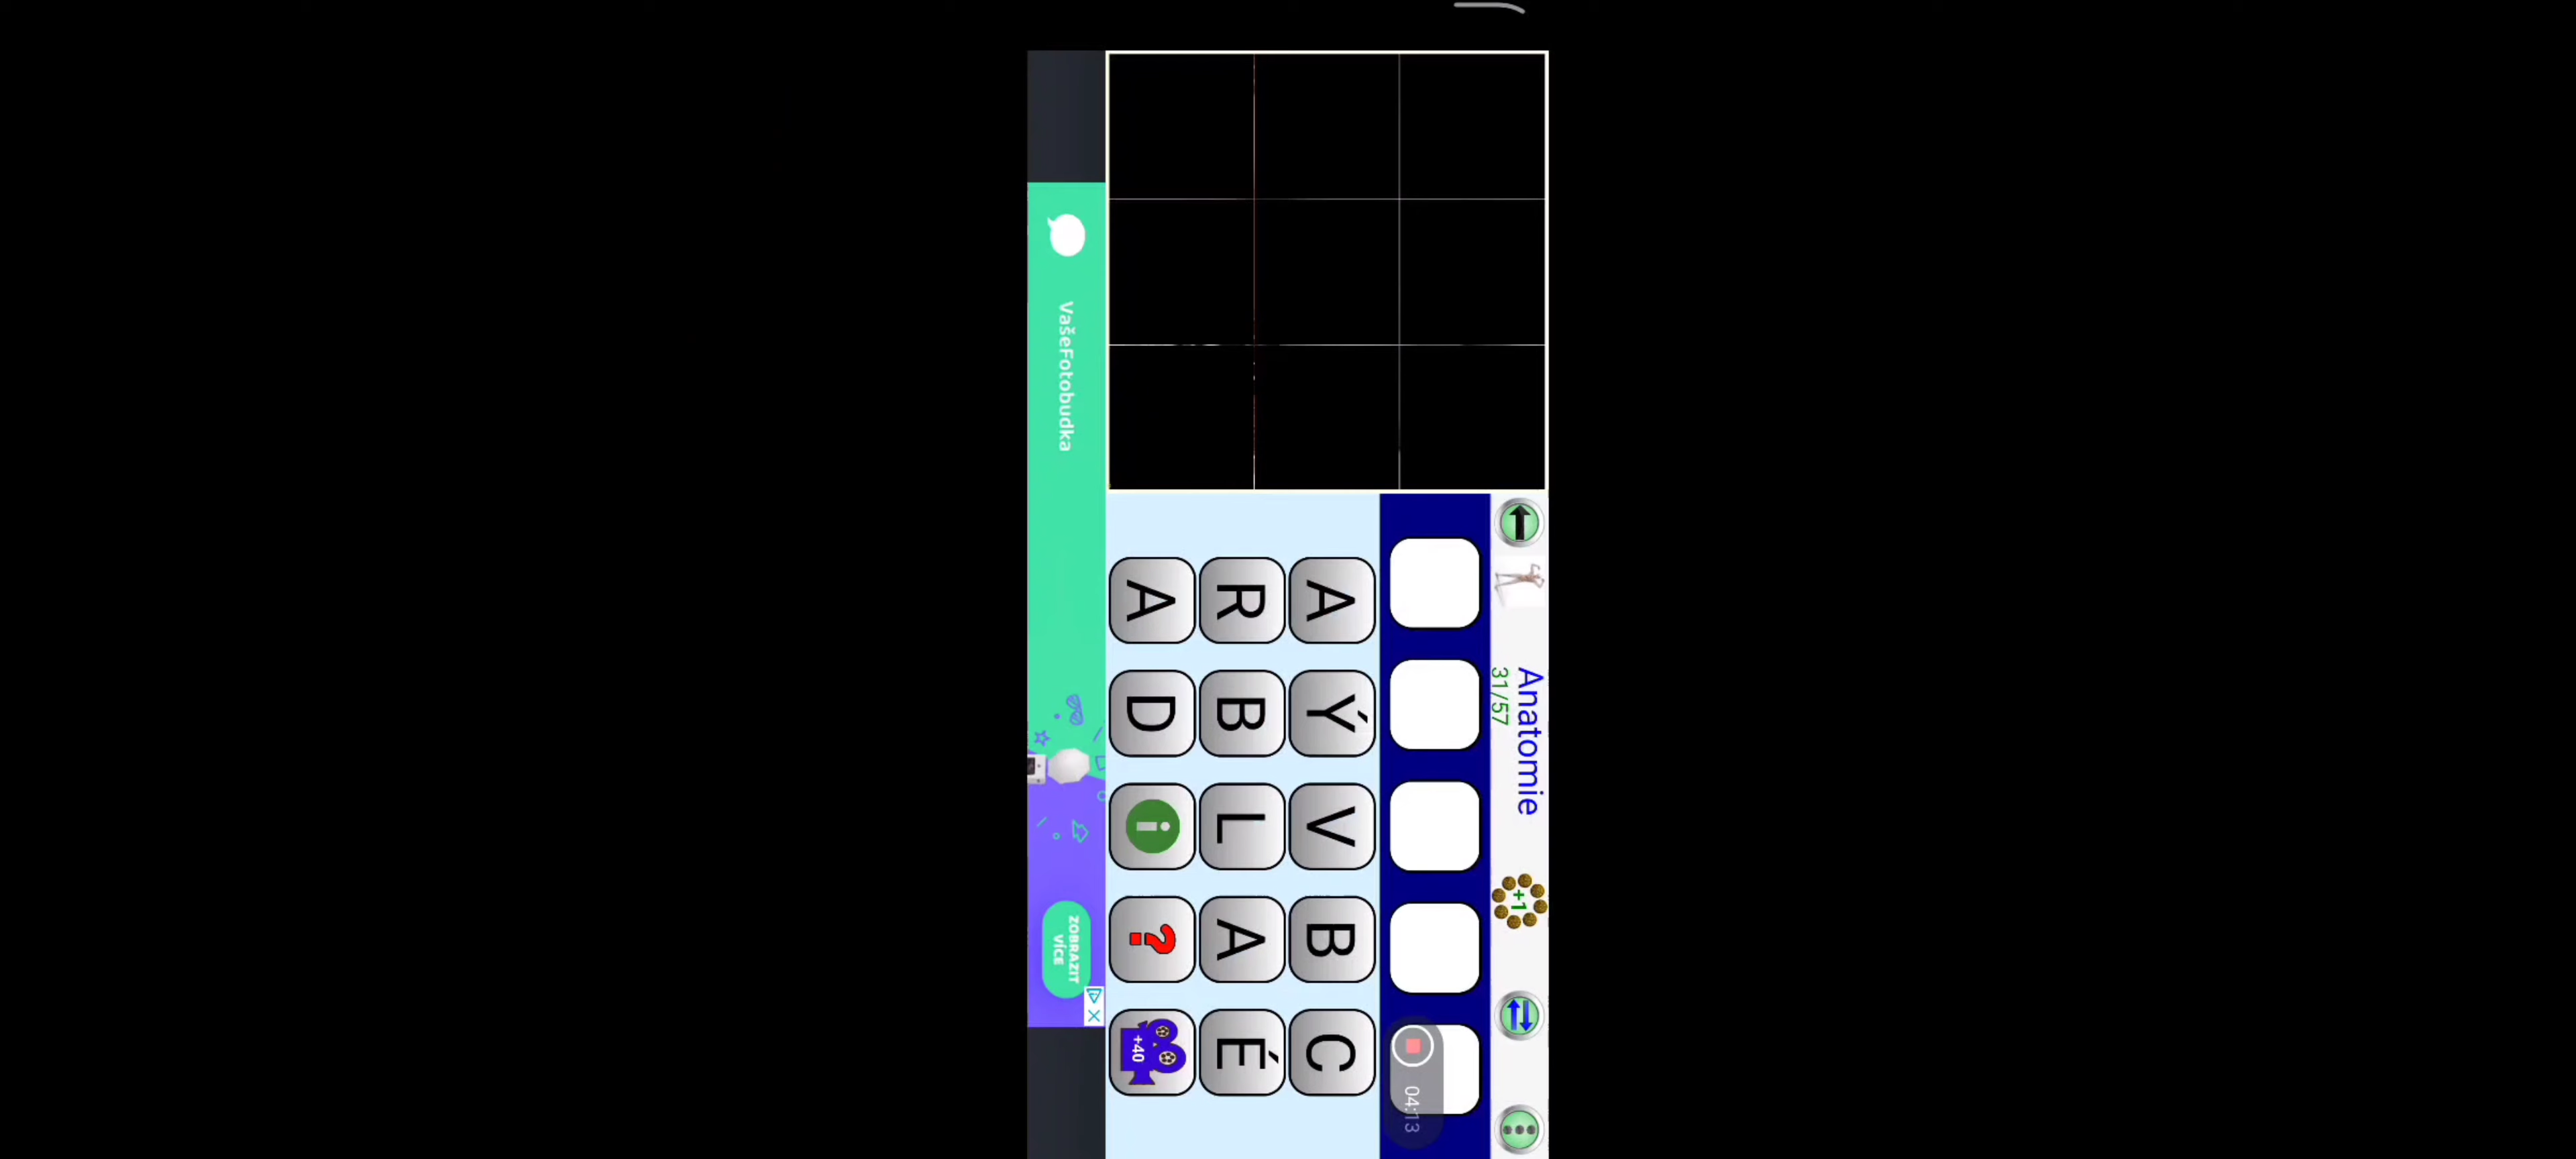 Anatomie
31/57
+1
04:13
A Ý V B C
R B L A É
A D i ? +40
VašeFotobudka
ZOBRAZIT
VÍCE